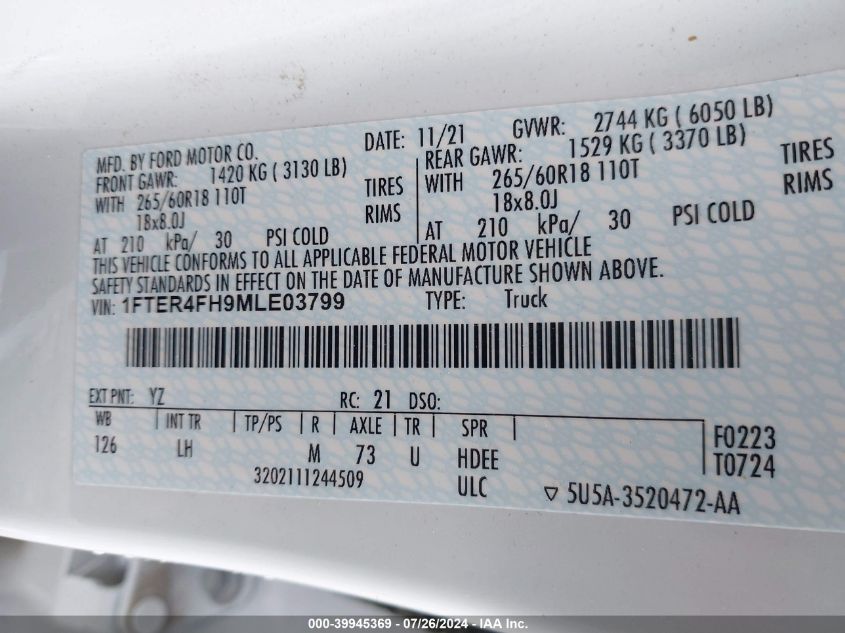 MFD. BY FORD MOTOR CO. DATE: 11/21 GVWR: 2744 KG ( 6050 LB)
FRONT GAWR: 1420 KG ( 3130 LB) REAR GAWR: 1529 KG ( 3370 LB)
WITH 265/60R18 110T TIRES WITH 265/60R18 110T TIRES
18x8.0J RIMS 18x8.0J RIMS
AT 210 kPa/ 30 PSI COLD AT 210 kPa/ 30 PSI COLD
THIS VEHICLE CONFORMS TO ALL APPLICABLE FEDERAL MOTOR VEHICLE
SAFETY STANDARDS IN EFFECT ON THE DATE OF MANUFACTURE SHOWN ABOVE.
VIN: 1FTER4FH9MLE03799 TYPE: Truck
EXT PNT: YZ RC: 21 DSO:
WB INT TR TP/PS R AXLE TR SPR F0223
126 LH M 73 U HDEE T0724
3202111244509 ULC ▽ 5U5A-3520472-AA
000-39945369 - 07/26/2024 - IAA Inc.